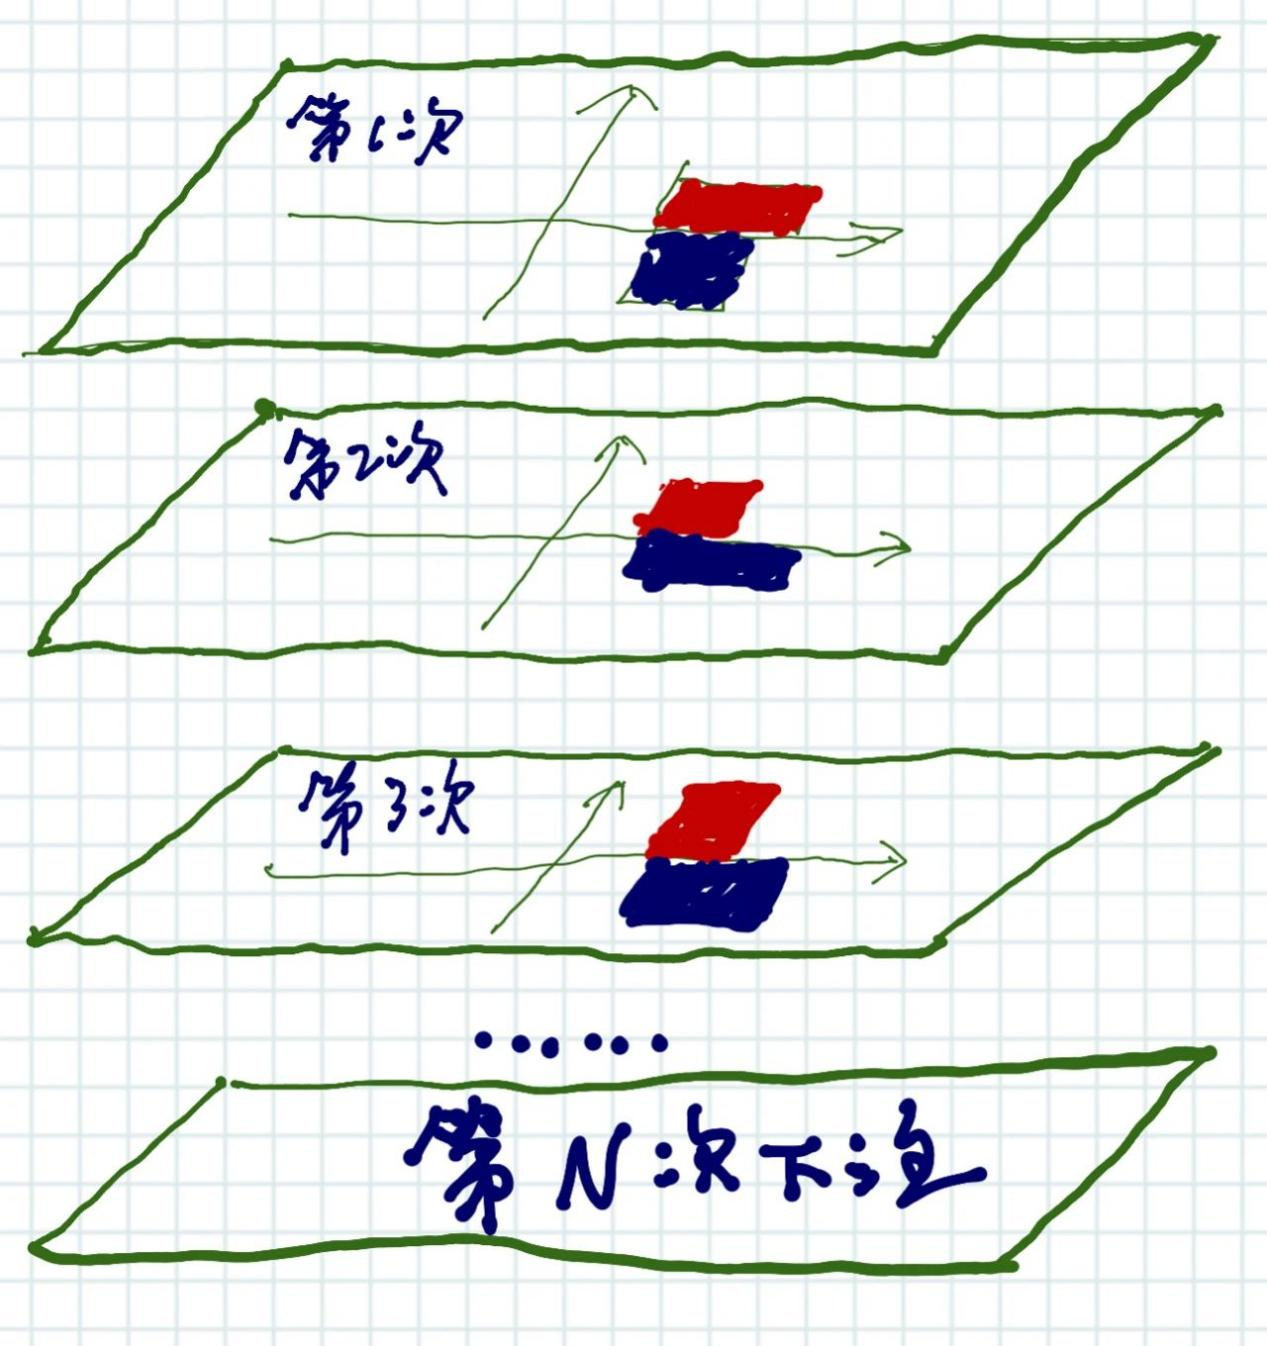 第1次
第2次
第3次
......
第N次下注